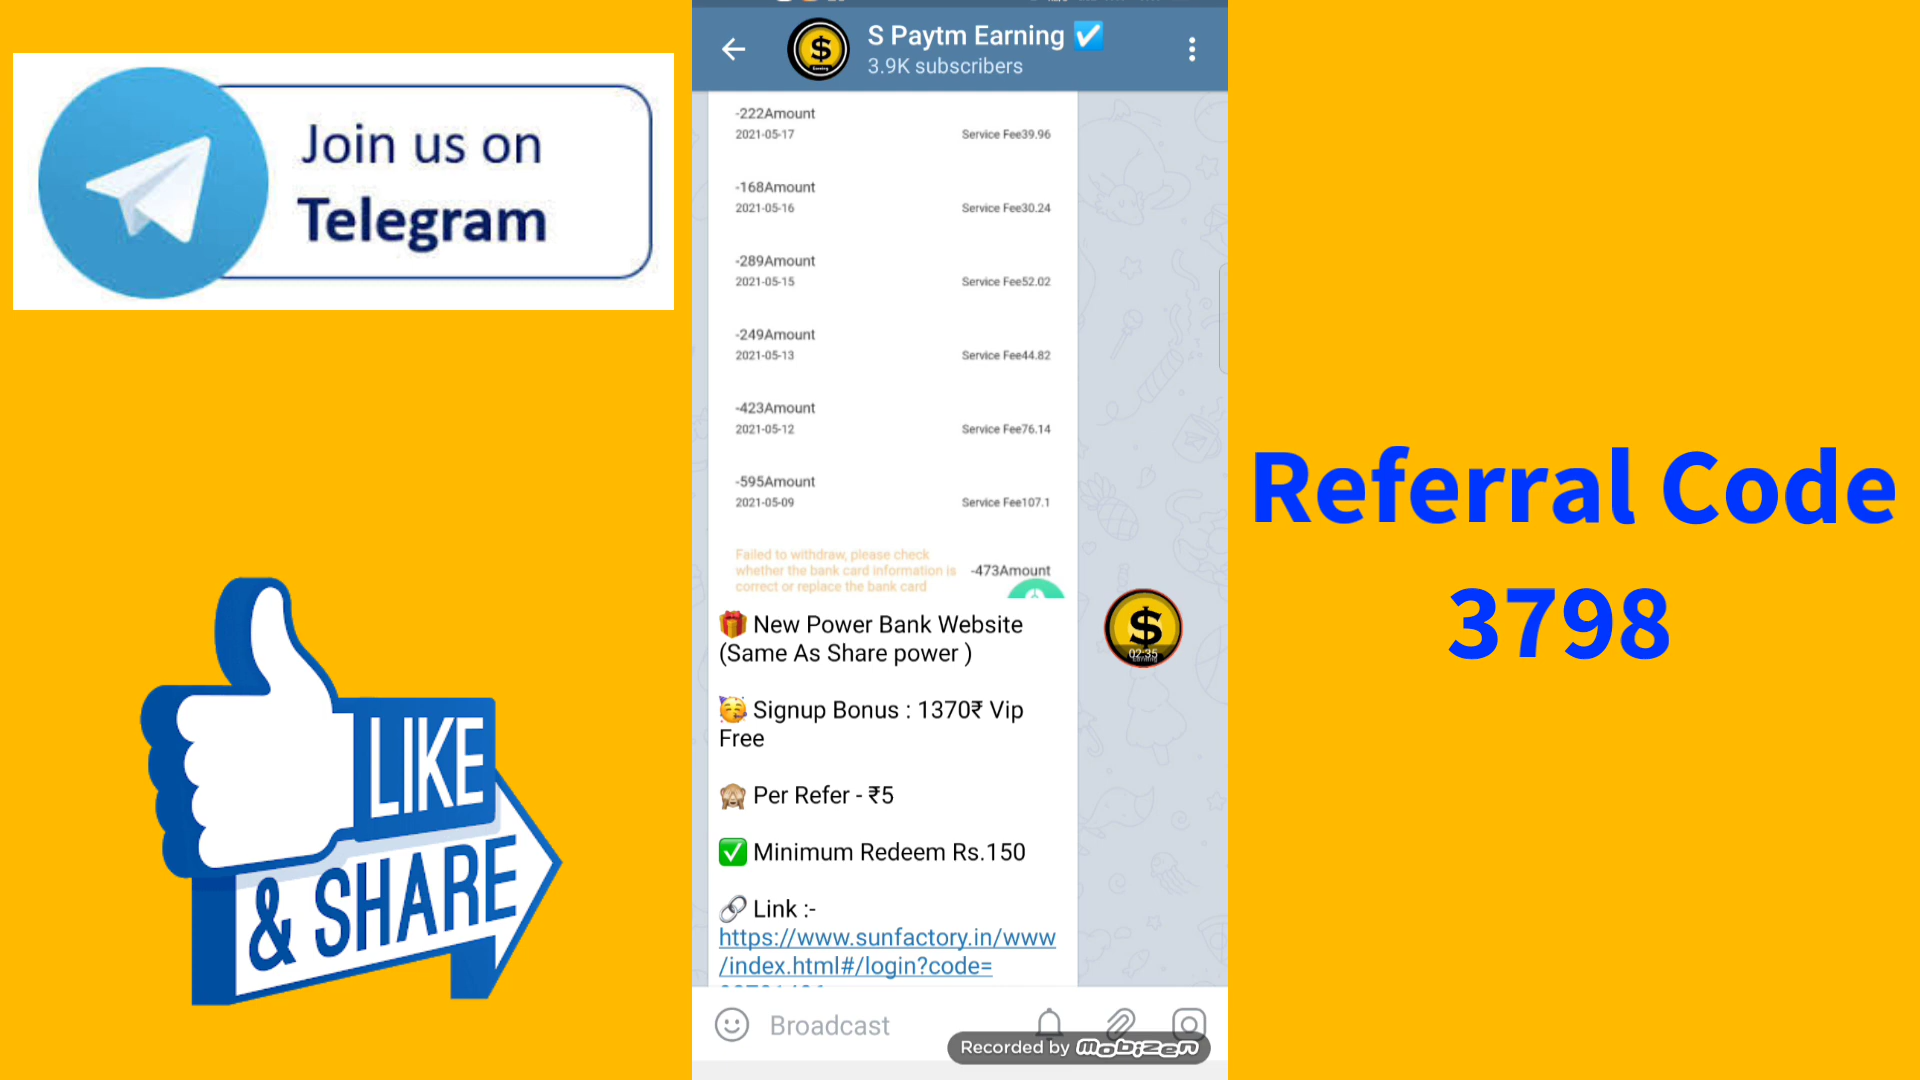 Join us on
Telegram
LIKE
& SHARE
S Paytm Earning ✅
3.9K subscribers
-222Amount
2021-05-17 Service Fee39.96
-168Amount
2021-05-16 Service Fee30.24
-289Amount
2021-05-15 Service Fee52.02
-249Amount
2021-05-13 Service Fee44.82
-423Amount
2021-05-12 Service Fee76.14
-595Amount
2021-05-09 Service Fee107.1
Failed to withdraw, please check
whether the bank card information is -473Amount
correct or replace the bank card
🎁 New Power Bank Website
(Same As Share power )
🥳 Signup Bonus : 1370₹ Vip
Free
🙈 Per Refer - ₹5
✅ Minimum Redeem Rs.150
🔗 Link :-
https://www.sunfactory.in/www
/index.html#/login?code=
$
02:35
Broadcast
Recorded by mobizen
Referral Code
3798